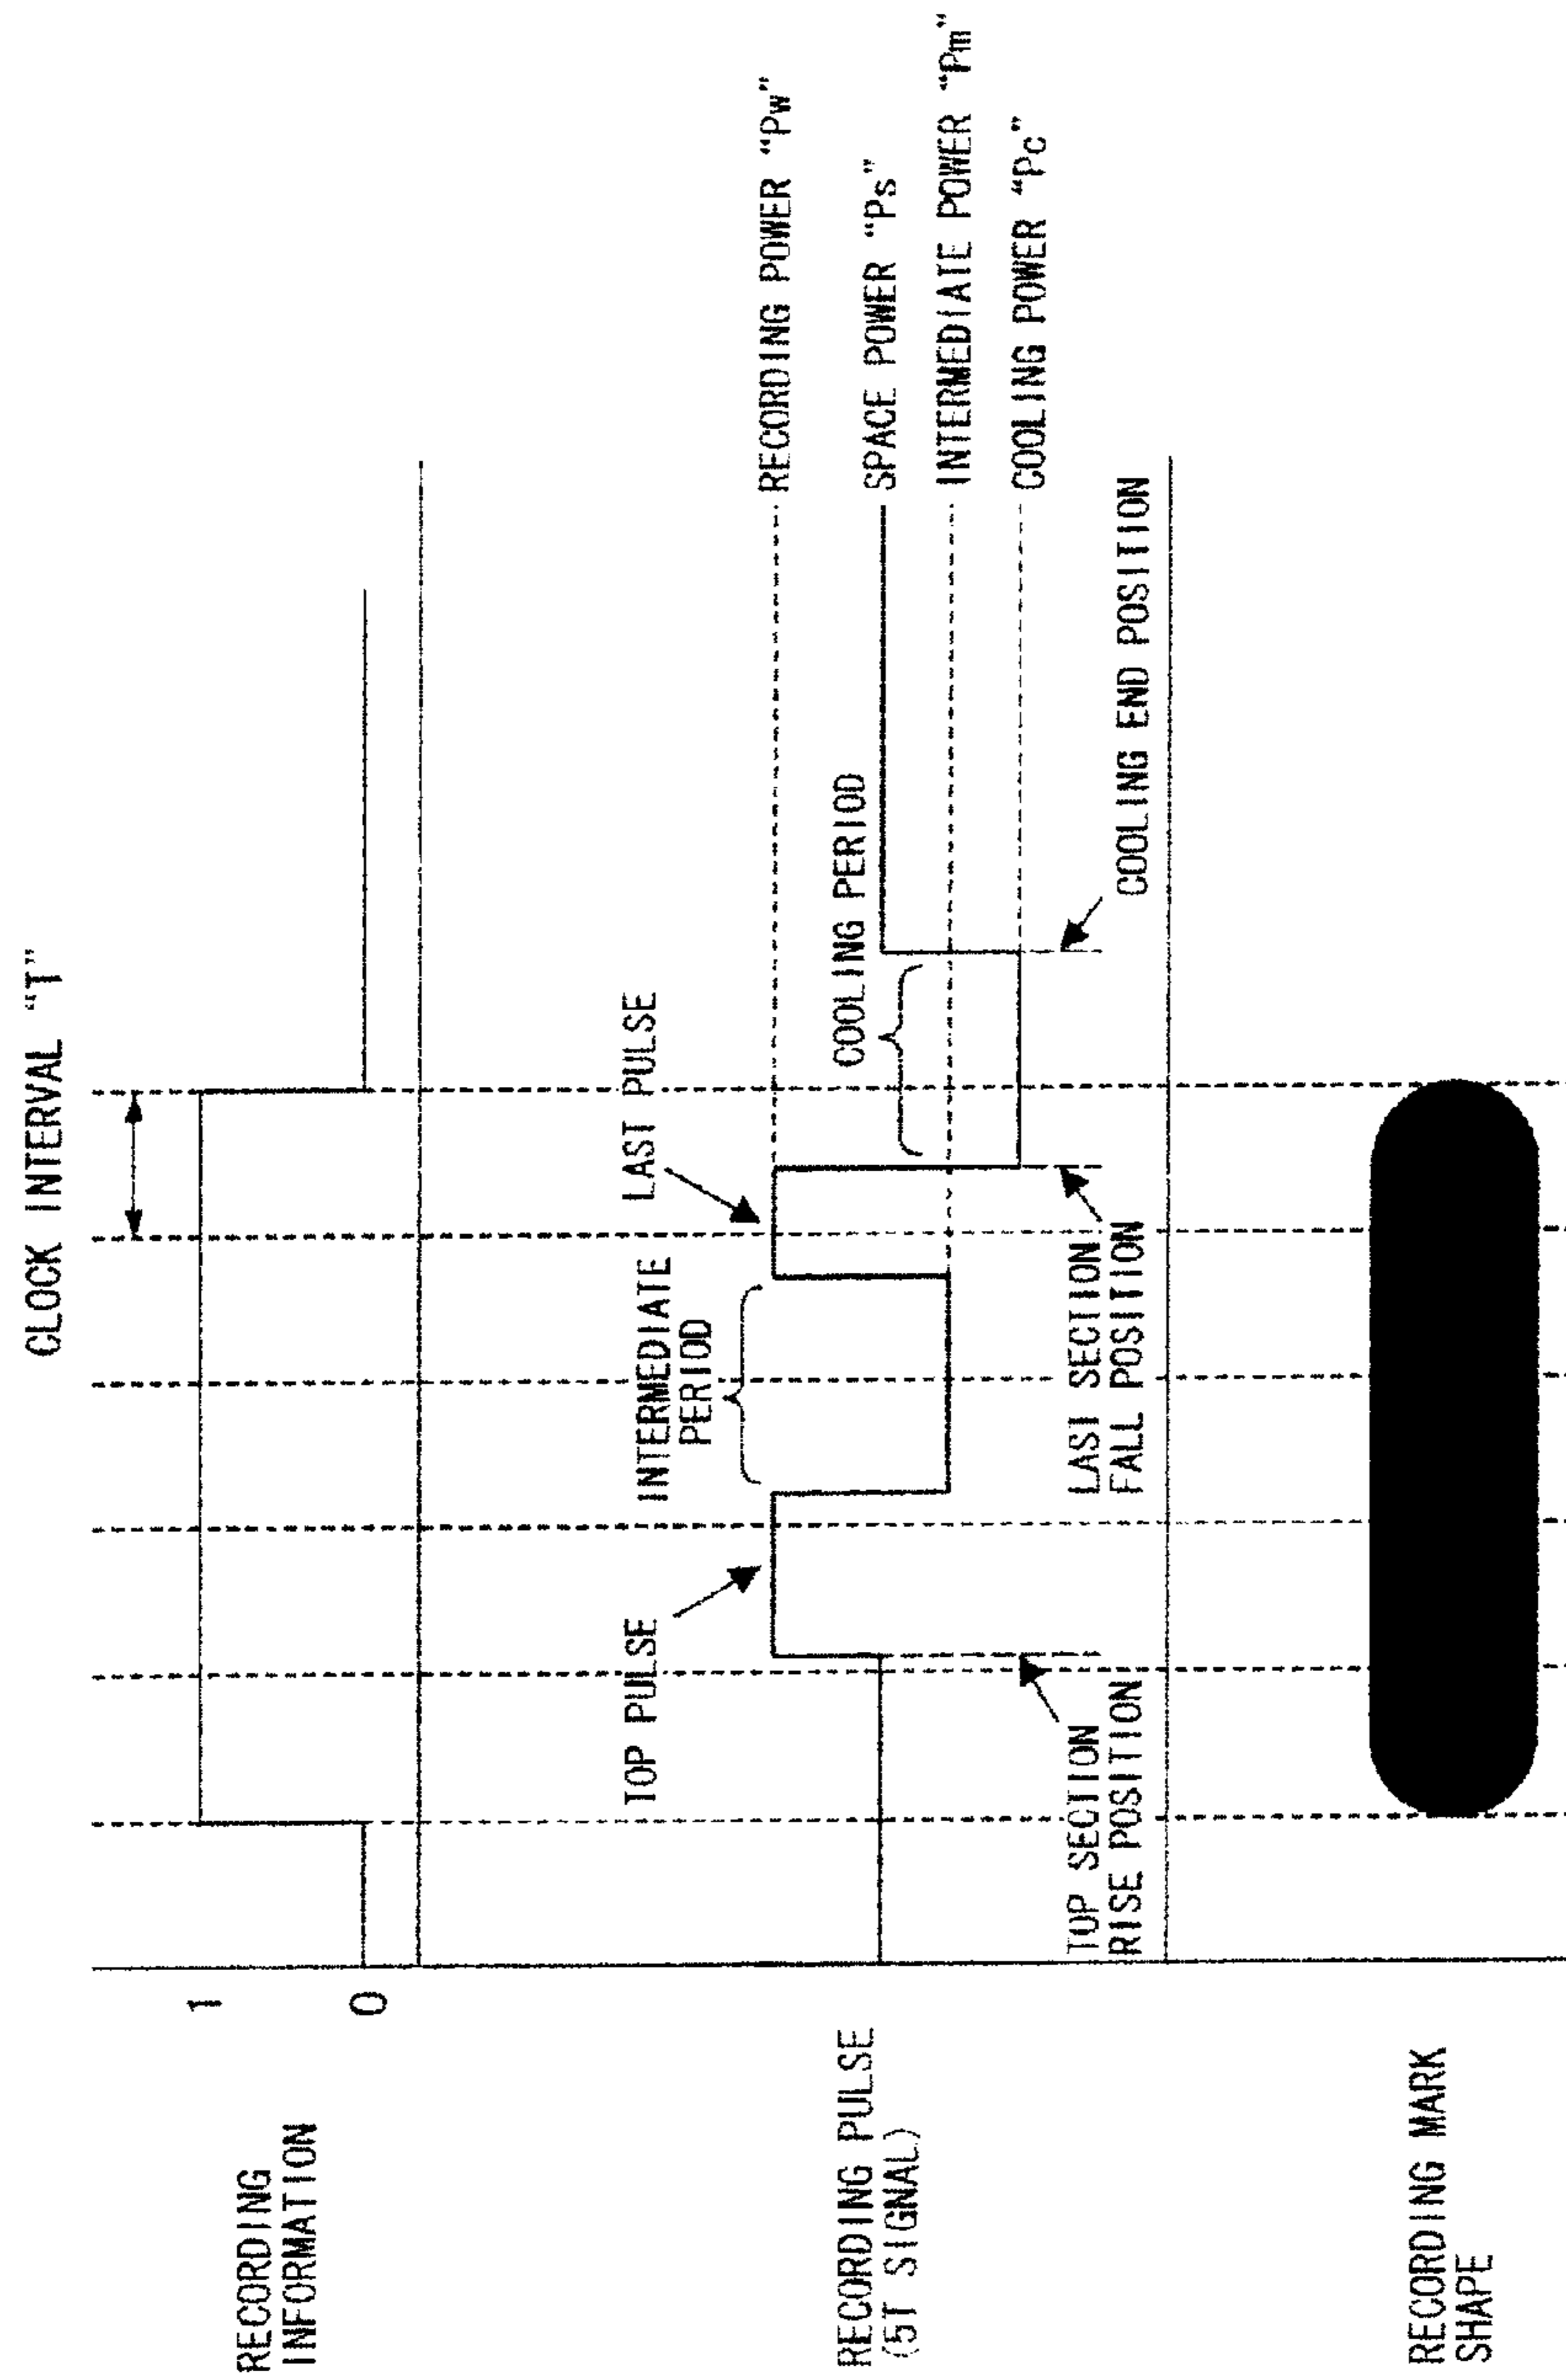 CLOCK INTERVAL "T"
RECORDING
INFORMATION
1
0
RECORDING PULSE
(5T SIGNAL)
TOP PULSE
INTERMEDIATE
PERIOD
LAST PULSE
COOLING PERIOD
RECORDING POWER "Pw"
SPACE POWER "Ps"
INTERMEDIATE POWER "Pm"
COOLING POWER "Pc"
TOP SECTION
RISE POSITION
LAST SECTION
FALL POSITION
COOLING END POSITION
RECORDING MARK
SHAPE